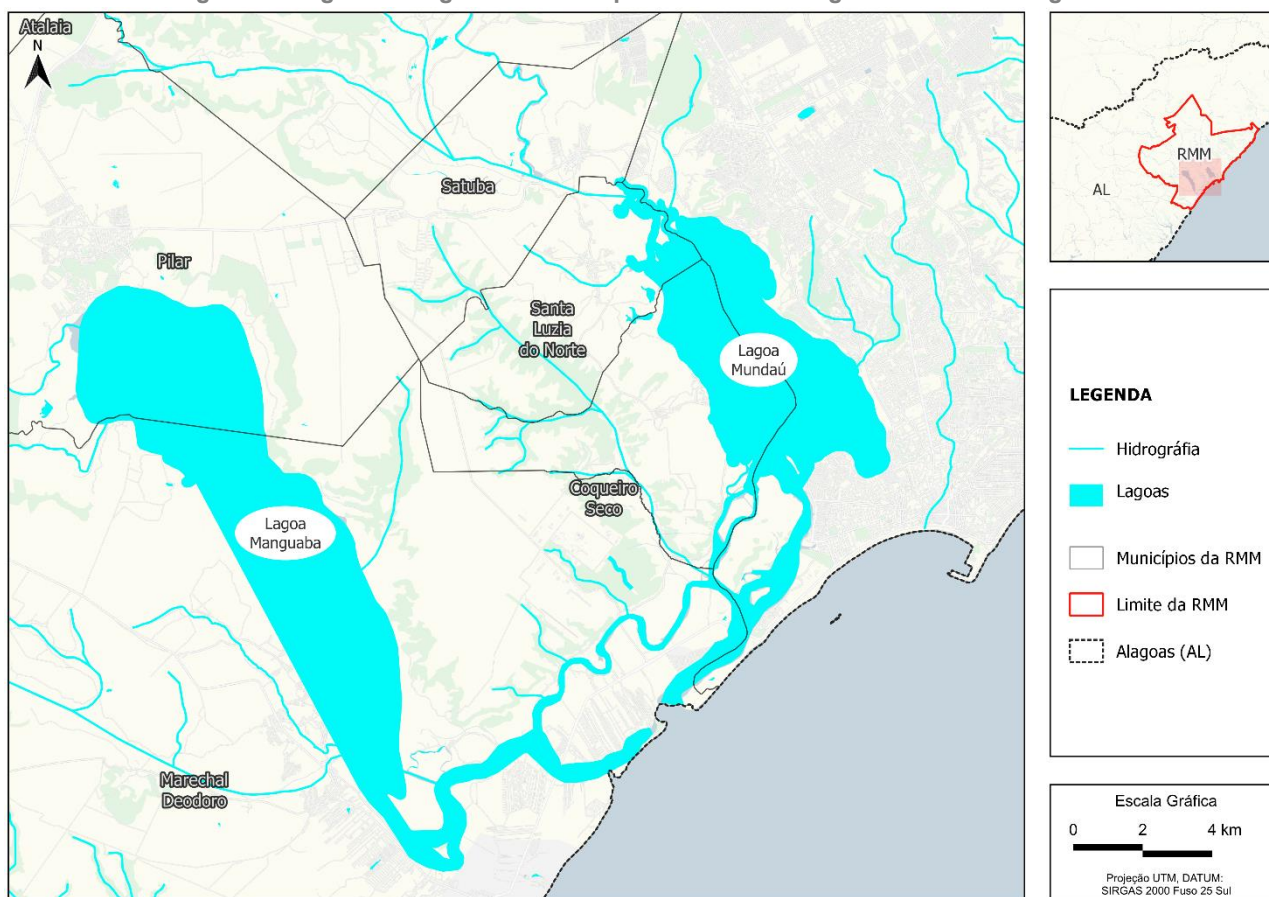 Atalaia
N
Satuba
Pilar
Santa
Luzia
do Norte
Lagoa
Mundaú
Coqueiro
Seco
Lagoa
Manguaba
Marechal
Deodoro
RMM
AL
LEGENDA
Hidrográfia
Lagoas
Municípios da RMM
Limite da RMM
Alagoas (AL)
Escala Gráfica
0 2 4 km
Projeção UTM, DATUM:
SIRGAS 2000 Fuso 25 Sul